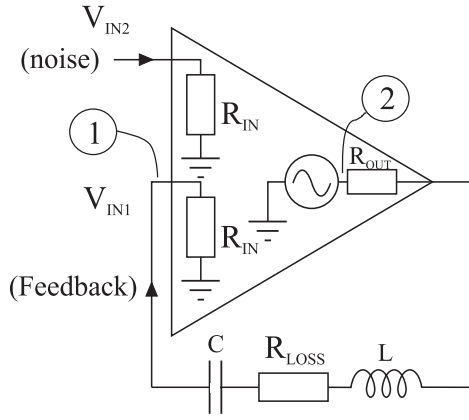 V_IN2
(noise)
R_IN
1
2
R_OUT
V_IN1
R_IN
(Feedback)
C
R_LOSS
L